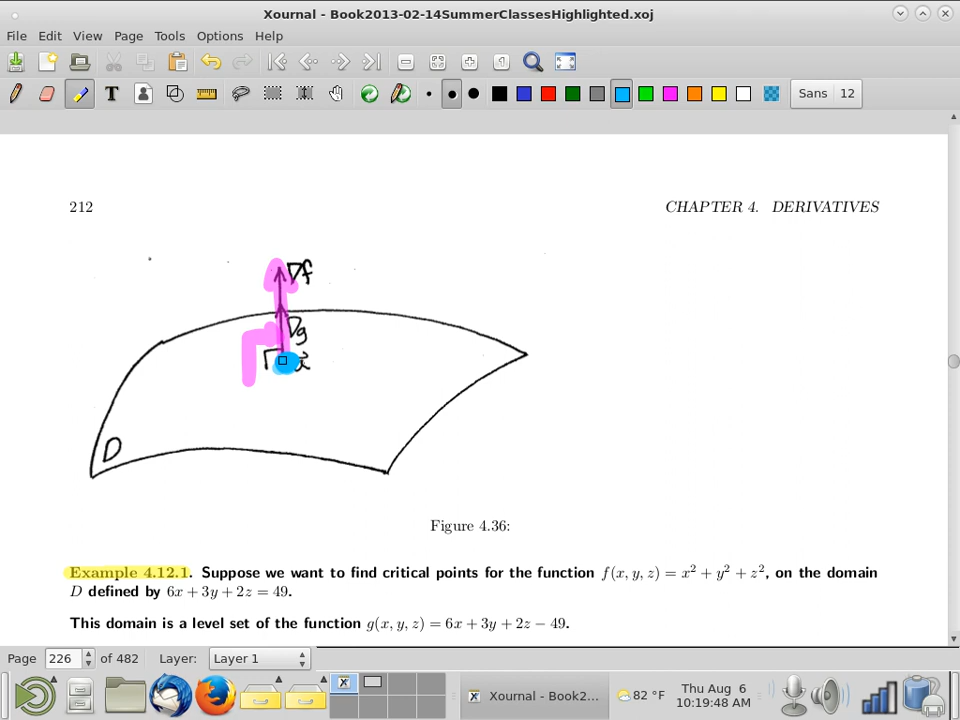 Xournal - Book2013-02-14SummerClassesHighlighted.xoj
File Edit View Page Tools Options Help
T Sans 12
212 CHAPTER 4. DERIVATIVES
∇f
∇g
x⃗
D
Figure 4.36:
Example 4.12.1. Suppose we want to find critical points for the function f(x, y, z) = x² + y² + z², on the domain
D defined by 6x + 3y + 2z = 49.
This domain is a level set of the function g(x, y, z) = 6x + 3y + 2z − 49.
Page 226 of 482 Layer: Layer 1
Xournal - Book2... 82 °F Thu Aug 6
10:19:48 AM